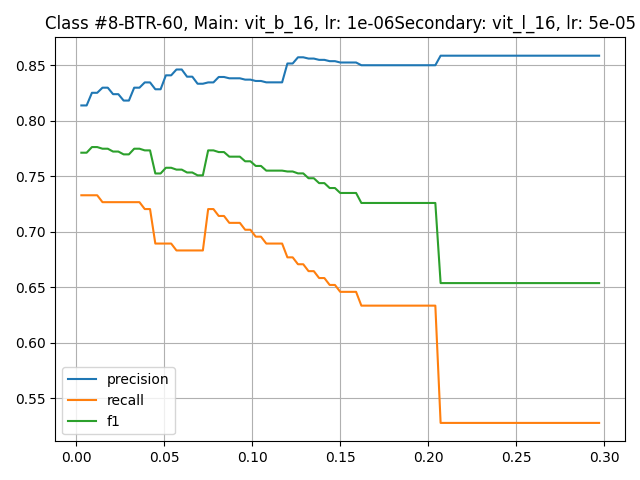 Class #8-BTR-60, Main: vit_b_16, lr: 1e-06Secondary: vit_l_16, lr: 5e-05
0.85
0.80
0.75
0.70
0.65
0.60
0.55
precision
recall
f1
0.00 0.05 0.10 0.15 0.20 0.25 0.30